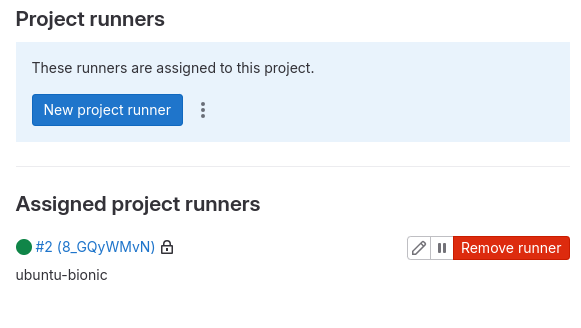 Project runners
These runners are assigned to this project.
New project runner
Assigned project runners
#2 (8_GQyWMvN)
Remove runner
ubuntu-bionic